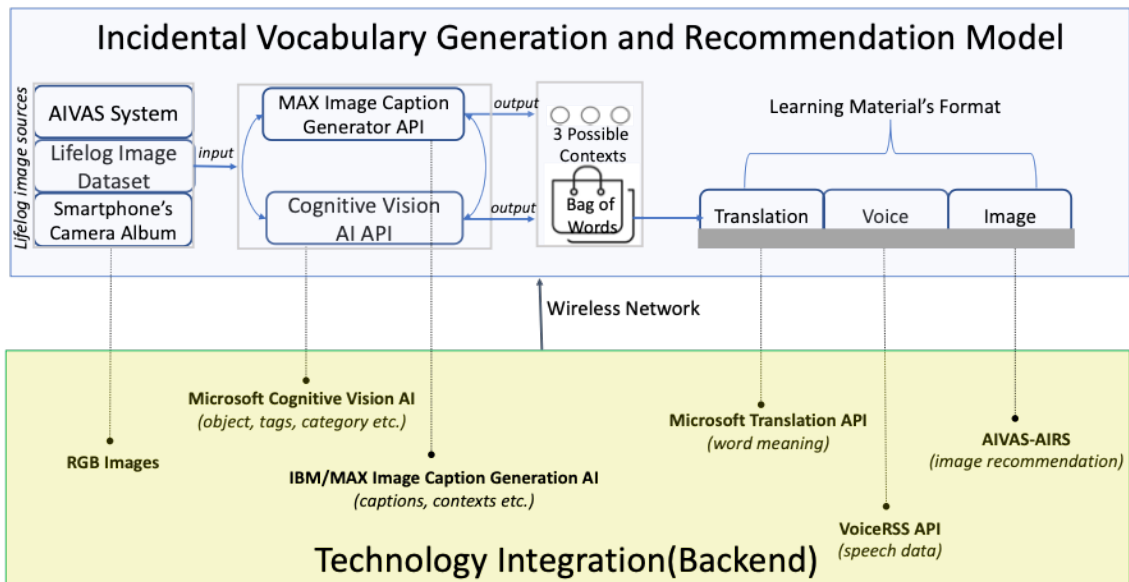 Incidental Vocabulary Generation and Recommendation Model
Lifelog image sources
AIVAS System
Lifelog Image
Dataset
Smartphone's
Camera Album
input
MAX Image Caption
Generator API
Cognitive Vision
AI API
output
output
3 Possible
Contexts
Bag of
Words
Learning Material's Format
Translation
Voice
Image
Wireless Network
Microsoft Cognitive Vision AI
(object, tags, category etc.)
RGB Images
IBM/MAX Image Caption Generation AI
(captions, contexts etc.)
Microsoft Translation API
(word meaning)
AIVAS-AIRS
(image recommendation)
VoiceRSS API
(speech data)
Technology Integration(Backend)